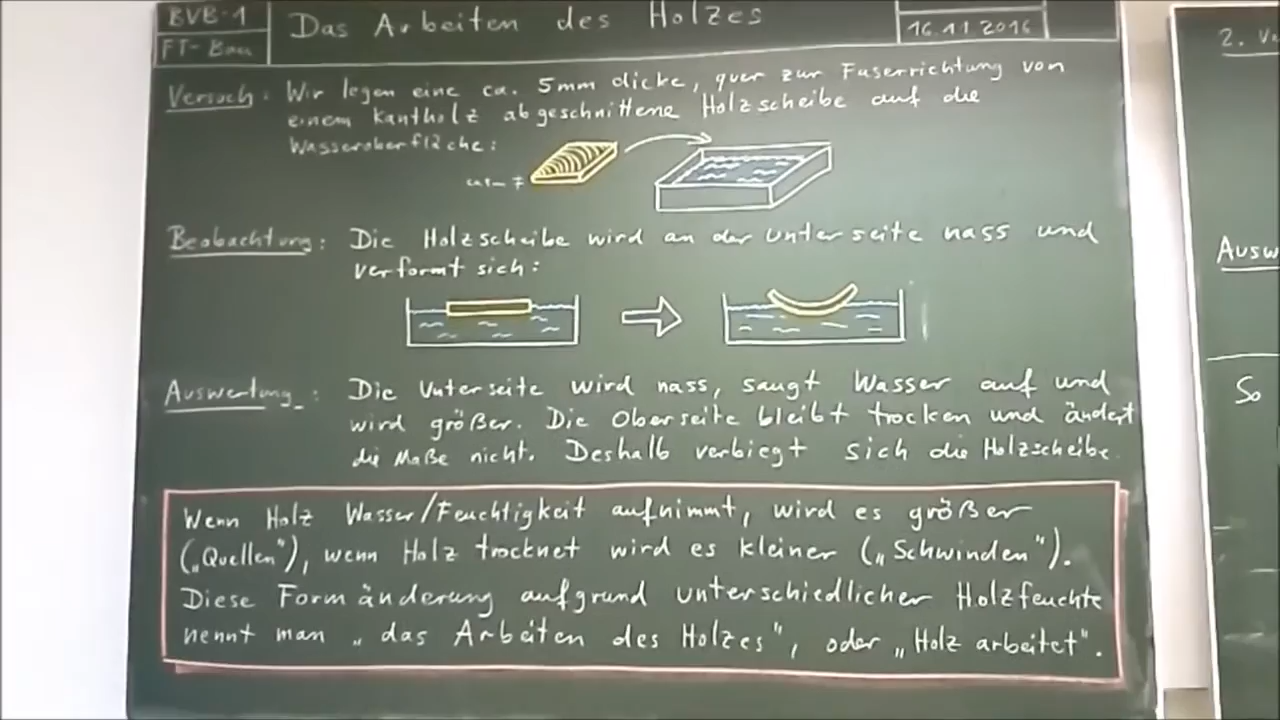 BVB-1
FT-Bau
Das Arbeiten des Holzes
16.11.2016
Versuch: Wir legen eine ca. 5mm dicke, quer zur Faserrichtung von
einem Kantholz abgeschnittene Holzscheibe auf die
Wasseroberfläche:
Beobachtung: Die Holzscheibe wird an der Unterseite nass und
verformt sich:
Auswertung: Die Unterseite wird nass, saugt Wasser auf und
wird größer. Die Oberseite bleibt trocken und ändert
die Maße nicht. Deshalb verbiegt sich die Holzscheibe.
Wenn Holz Wasser/Feuchtigkeit aufnimmt, wird es größer
(„Quellen"), wenn Holz trocknet wird es kleiner („Schwinden").
Diese Formänderung aufgrund unterschiedlicher Holzfeuchte
nennt man „das Arbeiten des Holzes", oder „Holz arbeitet".
2.
Ausw
So